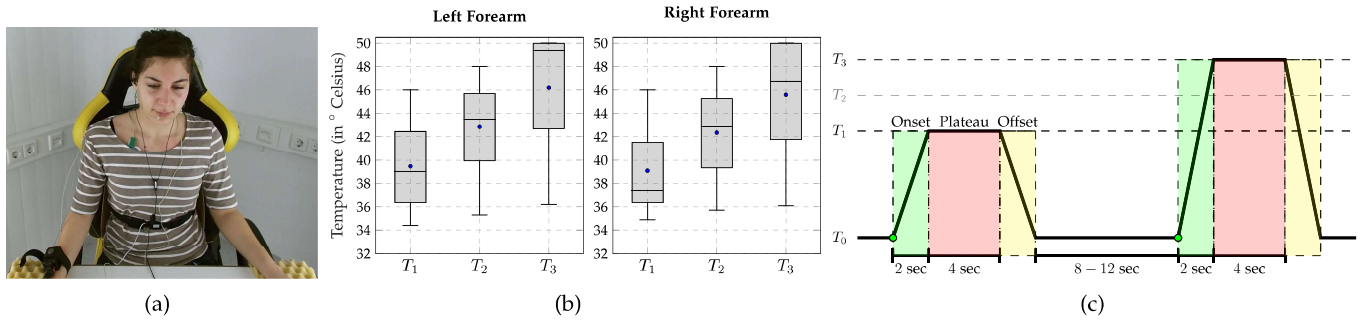 Left Forearm
Right Forearm
Temperature (in ° Celsius)
50
48
46
44
42
40
38
36
34
32
T1
T2
T3
50
48
46
44
42
40
38
36
34
32
T1
T2
T3
T3
T2
T1
T0
Onset Plateau Offset
2 sec 4 sec 8 − 12 sec 2 sec 4 sec
(a) (b) (c)